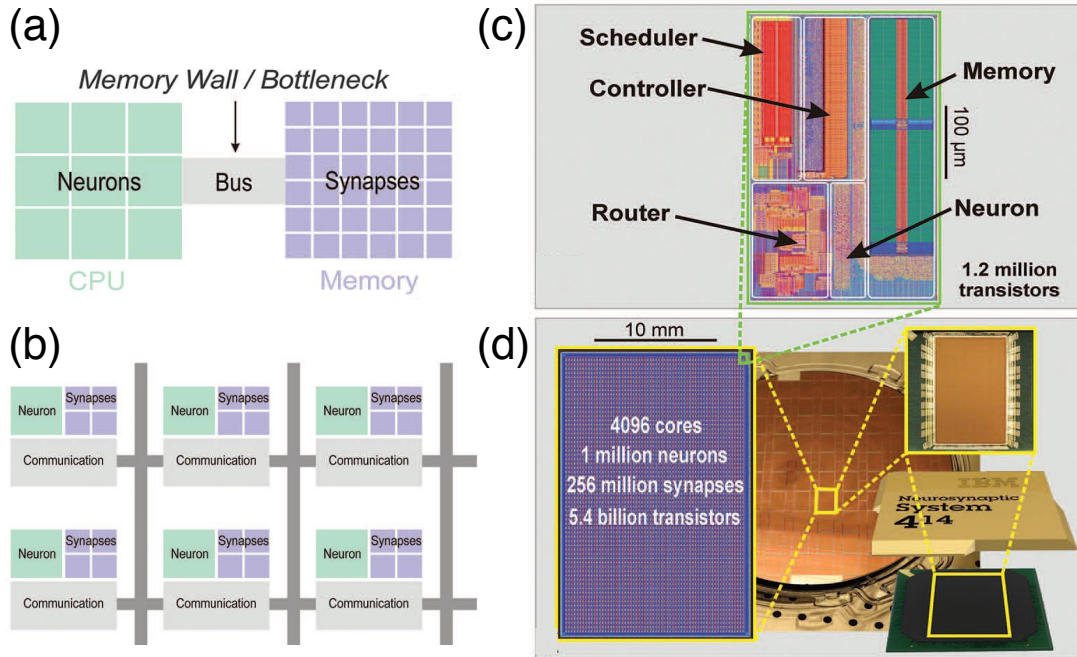 (a)
Memory Wall / Bottleneck
Neurons
Bus
Synapses
CPU
Memory
(b)
Neuron
Synapses
Communication
Neuron
Synapses
Communication
Neuron
Synapses
Communication
Neuron
Synapses
Communication
Neuron
Synapses
Communication
Neuron
Synapses
Communication
(c)
Scheduler
Controller
Router
Memory
100 µm
Neuron
1.2 million
transistors
(d)
10 mm
4096 cores
1 million neurons
256 million synapses
5.4 billion transistors
IBM
Neurosynaptic
System
4¹⁴